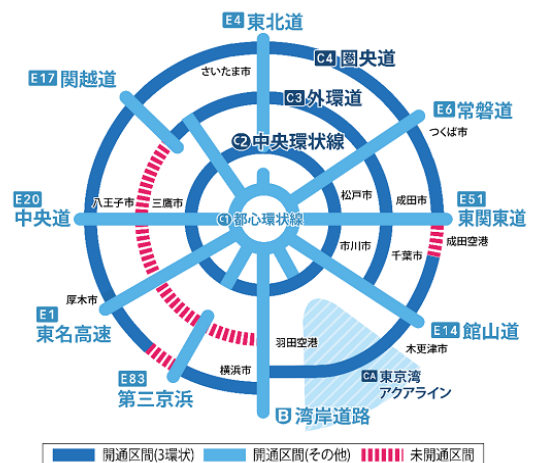 E4 東北道
C4 圏央道
さいたま市
E17 関越道
C3 外環道
E6 常磐道
つくば市
C2 中央環状線
E20
中央道
八王子市
三鷹市
松戸市
成田市
E51
東関東道
C1 都心環状線
成田空港
市川市
千葉市
厚木市
E1
東名高速
E14 館山道
羽田空港
木更津市
横浜市
E83
第三京浜
CA 東京湾
アクアライン
B 湾岸道路
開通区間(3環状) 開通区間(その他) 未開通区間